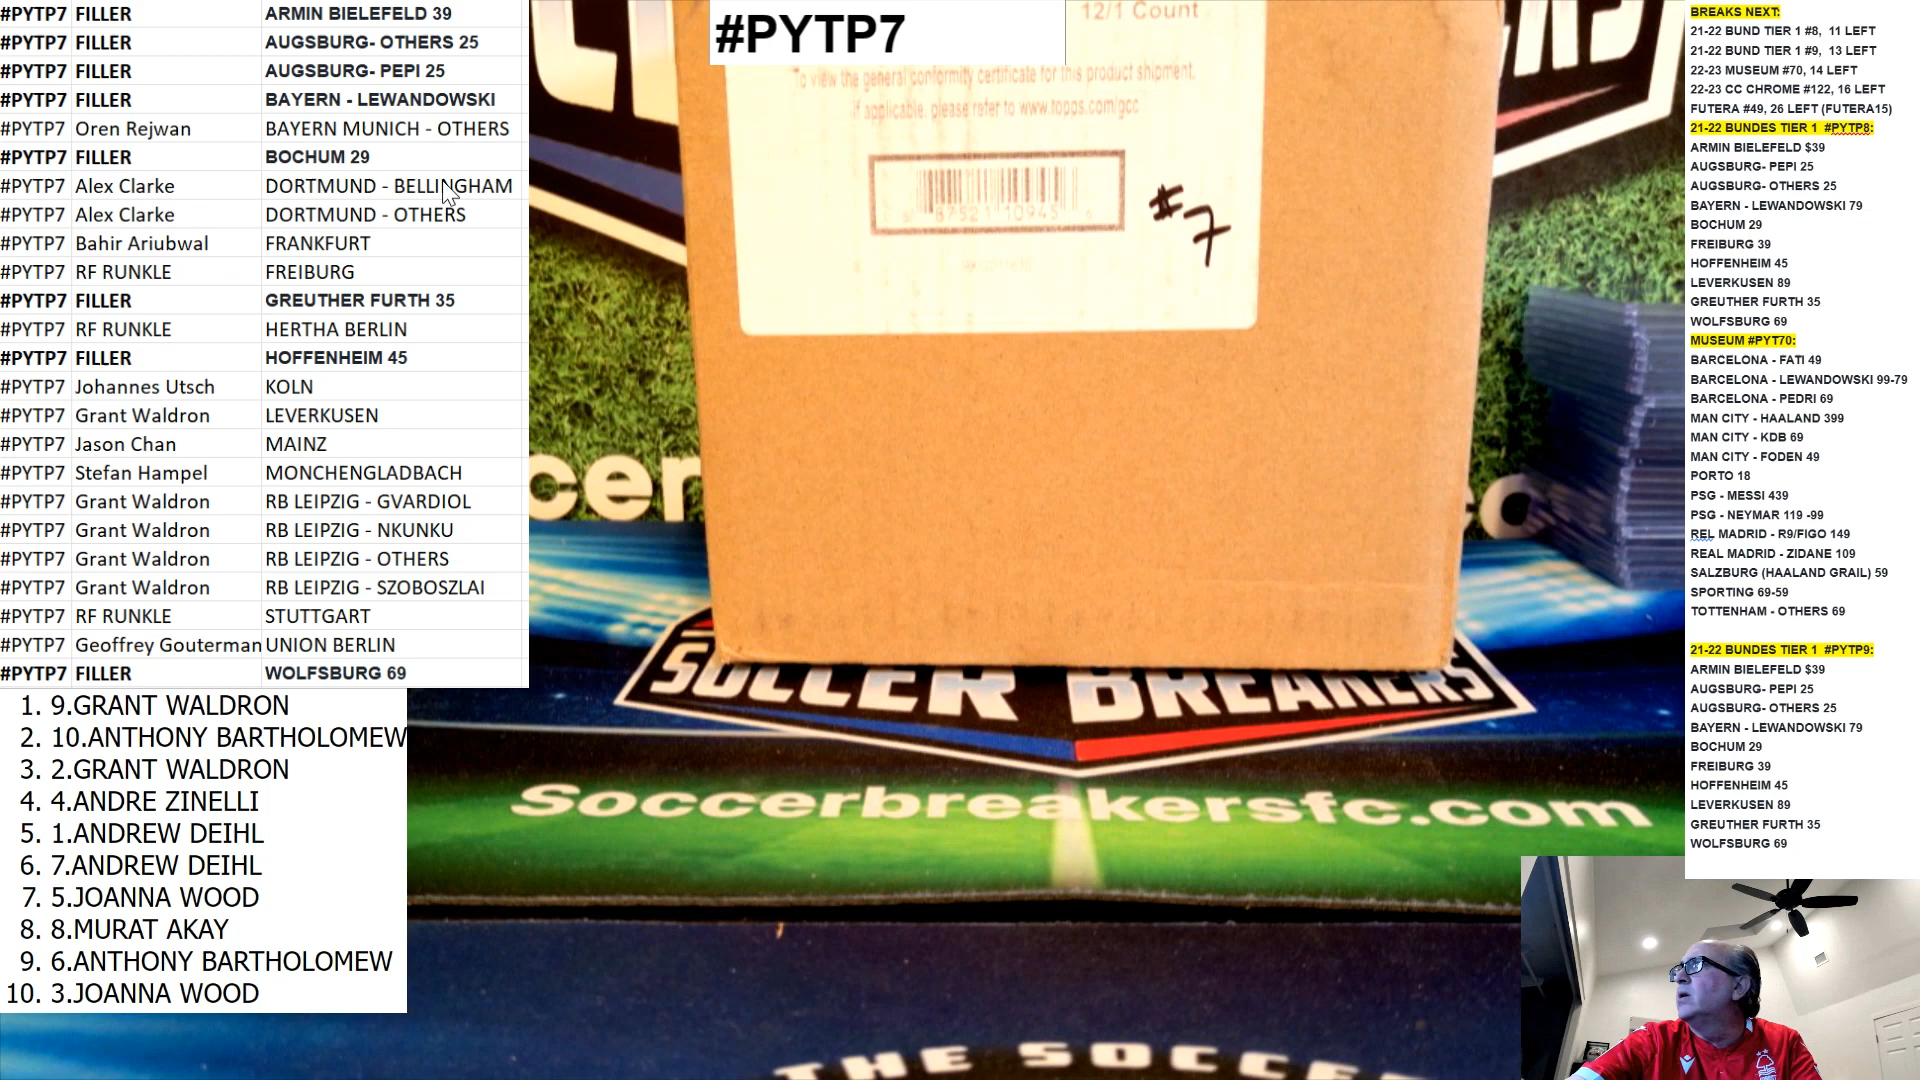 #PYTP7 FILLER ARMIN BIELEFELD 39
#PYTP7 FILLER AUGSBURG- OTHERS 25
#PYTP7 FILLER AUGSBURG- PEPI 25
#PYTP7 FILLER BAYERN - LEWANDOWSKI
#PYTP7 Oren Rejwan BAYERN MUNICH - OTHERS
#PYTP7 FILLER BOCHUM 29
#PYTP7 Alex Clarke DORTMUND - BELLINGHAM
#PYTP7 Alex Clarke DORTMUND - OTHERS
#PYTP7 Bahir Ariubwal FRANKFURT
#PYTP7 RF RUNKLE FREIBURG
#PYTP7 FILLER GREUTHER FURTH 35
#PYTP7 RF RUNKLE HERTHA BERLIN
#PYTP7 FILLER HOFFENHEIM 45
#PYTP7 Johannes Utsch KOLN
#PYTP7 Grant Waldron LEVERKUSEN
#PYTP7 Jason Chan MAINZ
#PYTP7 Stefan Hampel MONCHENGLADBACH
#PYTP7 Grant Waldron RB LEIPZIG - GVARDIOL
#PYTP7 Grant Waldron RB LEIPZIG - NKUNKU
#PYTP7 Grant Waldron RB LEIPZIG - OTHERS
#PYTP7 Grant Waldron RB LEIPZIG - SZOBOSZLAI
#PYTP7 RF RUNKLE STUTTGART
#PYTP7 Geoffrey Gouterman UNION BERLIN
#PYTP7 FILLER WOLFSBURG 69
1. 9.GRANT WALDRON
2. 10.ANTHONY BARTHOLOMEW
3. 2.GRANT WALDRON
4. 4.ANDRE ZINELLI
5. 1.ANDREW DEIHL
6. 7.ANDREW DEIHL
7. 5.JOANNA WOOD
8. 8.MURAT AKAY
9. 6.ANTHONY BARTHOLOMEW
10. 3.JOANNA WOOD
#PYTP7
12/1 Count
To view the general conformity certificate for this product shipment,
if applicable, please refer to www.topps.com/gcc
#7
SOCCER BREAKERS
Soccerbreakersfc.com
THE SOCCE
BREAKS NEXT:
21-22 BUND TIER 1 #8, 11 LEFT
21-22 BUND TIER 1 #9, 13 LEFT
22-23 MUSEUM #70, 14 LEFT
22-23 CC CHROME #122, 16 LEFT
FUTERA #49, 26 LEFT (FUTERA15)
21-22 BUNDES TIER 1 #PYTP8:
ARMIN BIELEFELD $39
AUGSBURG- PEPI 25
AUGSBURG- OTHERS 25
BAYERN - LEWANDOWSKI 79
BOCHUM 29
FREIBURG 39
HOFFENHEIM 45
LEVERKUSEN 89
GREUTHER FURTH 35
WOLFSBURG 69
MUSEUM #PYT70:
BARCELONA - FATI 49
BARCELONA - LEWANDOWSKI 99-79
BARCELONA - PEDRI 69
MAN CITY - HAALAND 399
MAN CITY - KDB 69
MAN CITY - FODEN 49
PORTO 18
PSG - MESSI 439
PSG - NEYMAR 119 -99
REL MADRID - R9/FIGO 149
REAL MADRID - ZIDANE 109
SALZBURG (HAALAND GRAIL) 59
SPORTING 69-59
TOTTENHAM - OTHERS 69
21-22 BUNDES TIER 1 #PYTP9:
ARMIN BIELEFELD $39
AUGSBURG- PEPI 25
AUGSBURG- OTHERS 25
BAYERN - LEWANDOWSKI 79
BOCHUM 29
FREIBURG 39
HOFFENHEIM 45
LEVERKUSEN 89
GREUTHER FURTH 35
WOLFSBURG 69